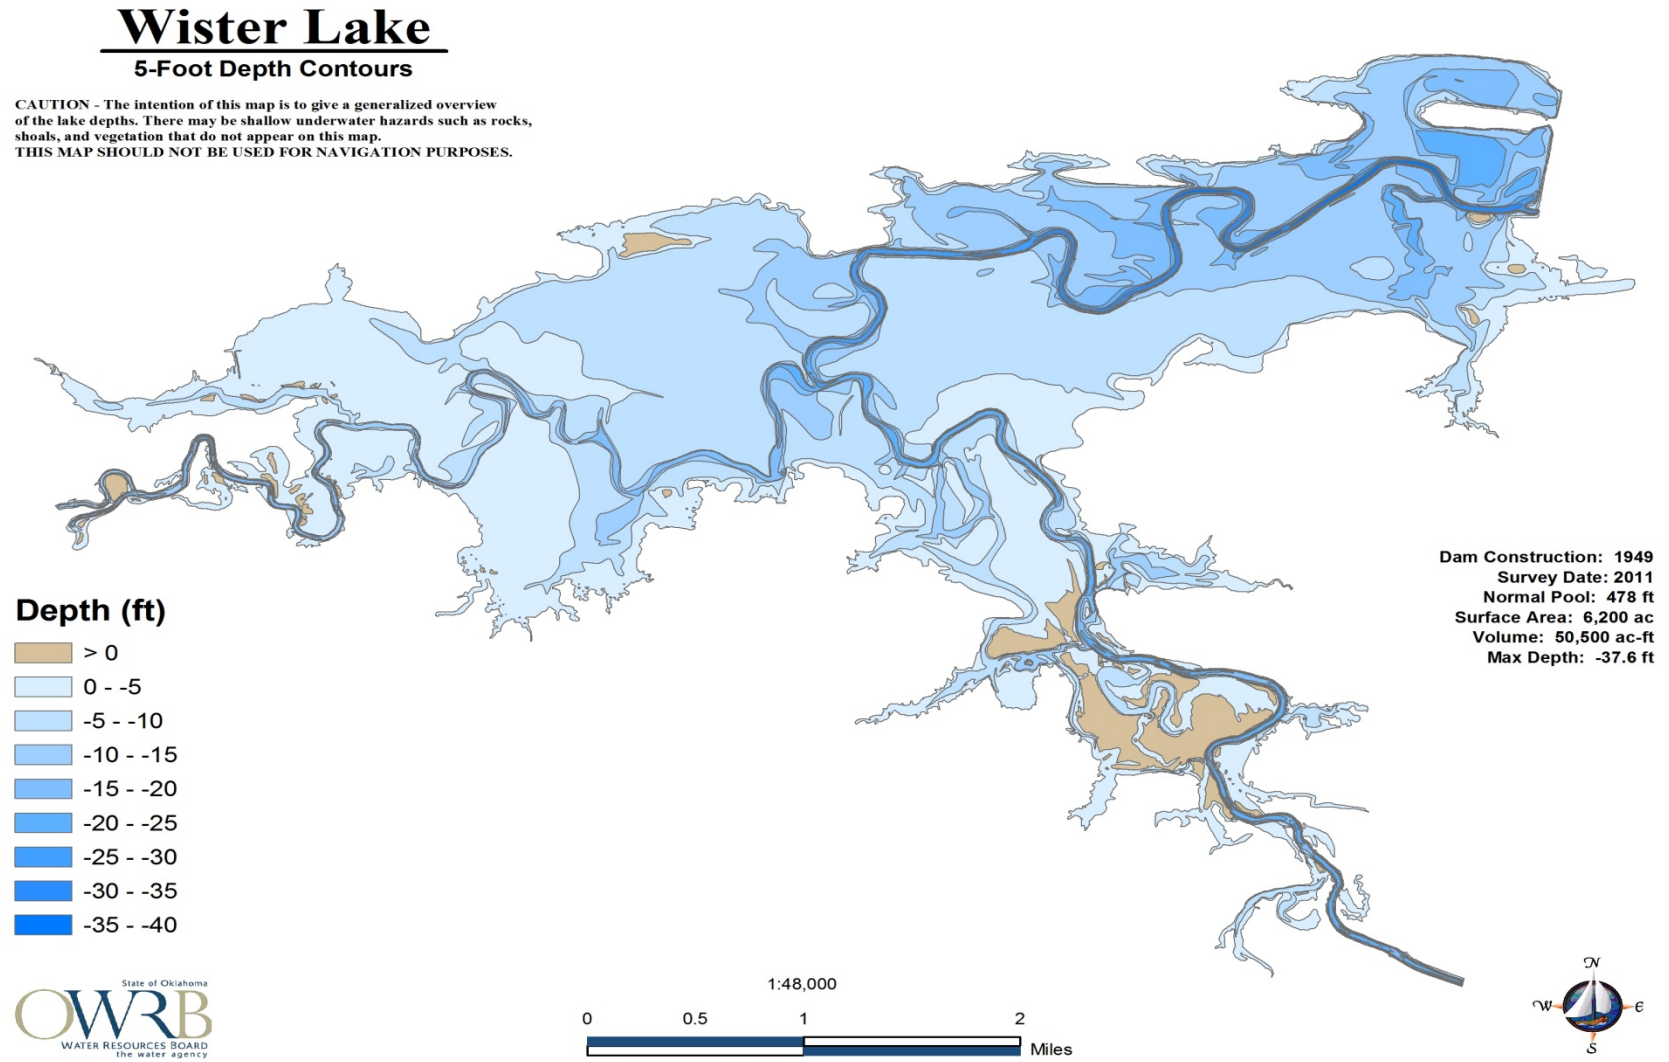 Wister Lake
5-Foot Depth Contours
CAUTION - The intention of this map is to give a generalized overview
of the lake depths. There may be shallow underwater hazards such as rocks,
shoals, and vegetation that do not appear on this map.
THIS MAP SHOULD NOT BE USED FOR NAVIGATION PURPOSES.
Dam Construction: 1949
Survey Date: 2011
Normal Pool: 478 ft
Surface Area: 6,200 ac
Volume: 50,500 ac-ft
Max Depth: -37.6 ft
Depth (ft)
> 0
0 - -5
-5 - -10
-10 - -15
-15 - -20
-20 - -25
-25 - -30
-30 - -35
-35 - -40
State of Oklahoma
OWRB
WATER RESOURCES BOARD
the water agency
1:48,000
0 0.5 1 2
Miles
N
W E
S